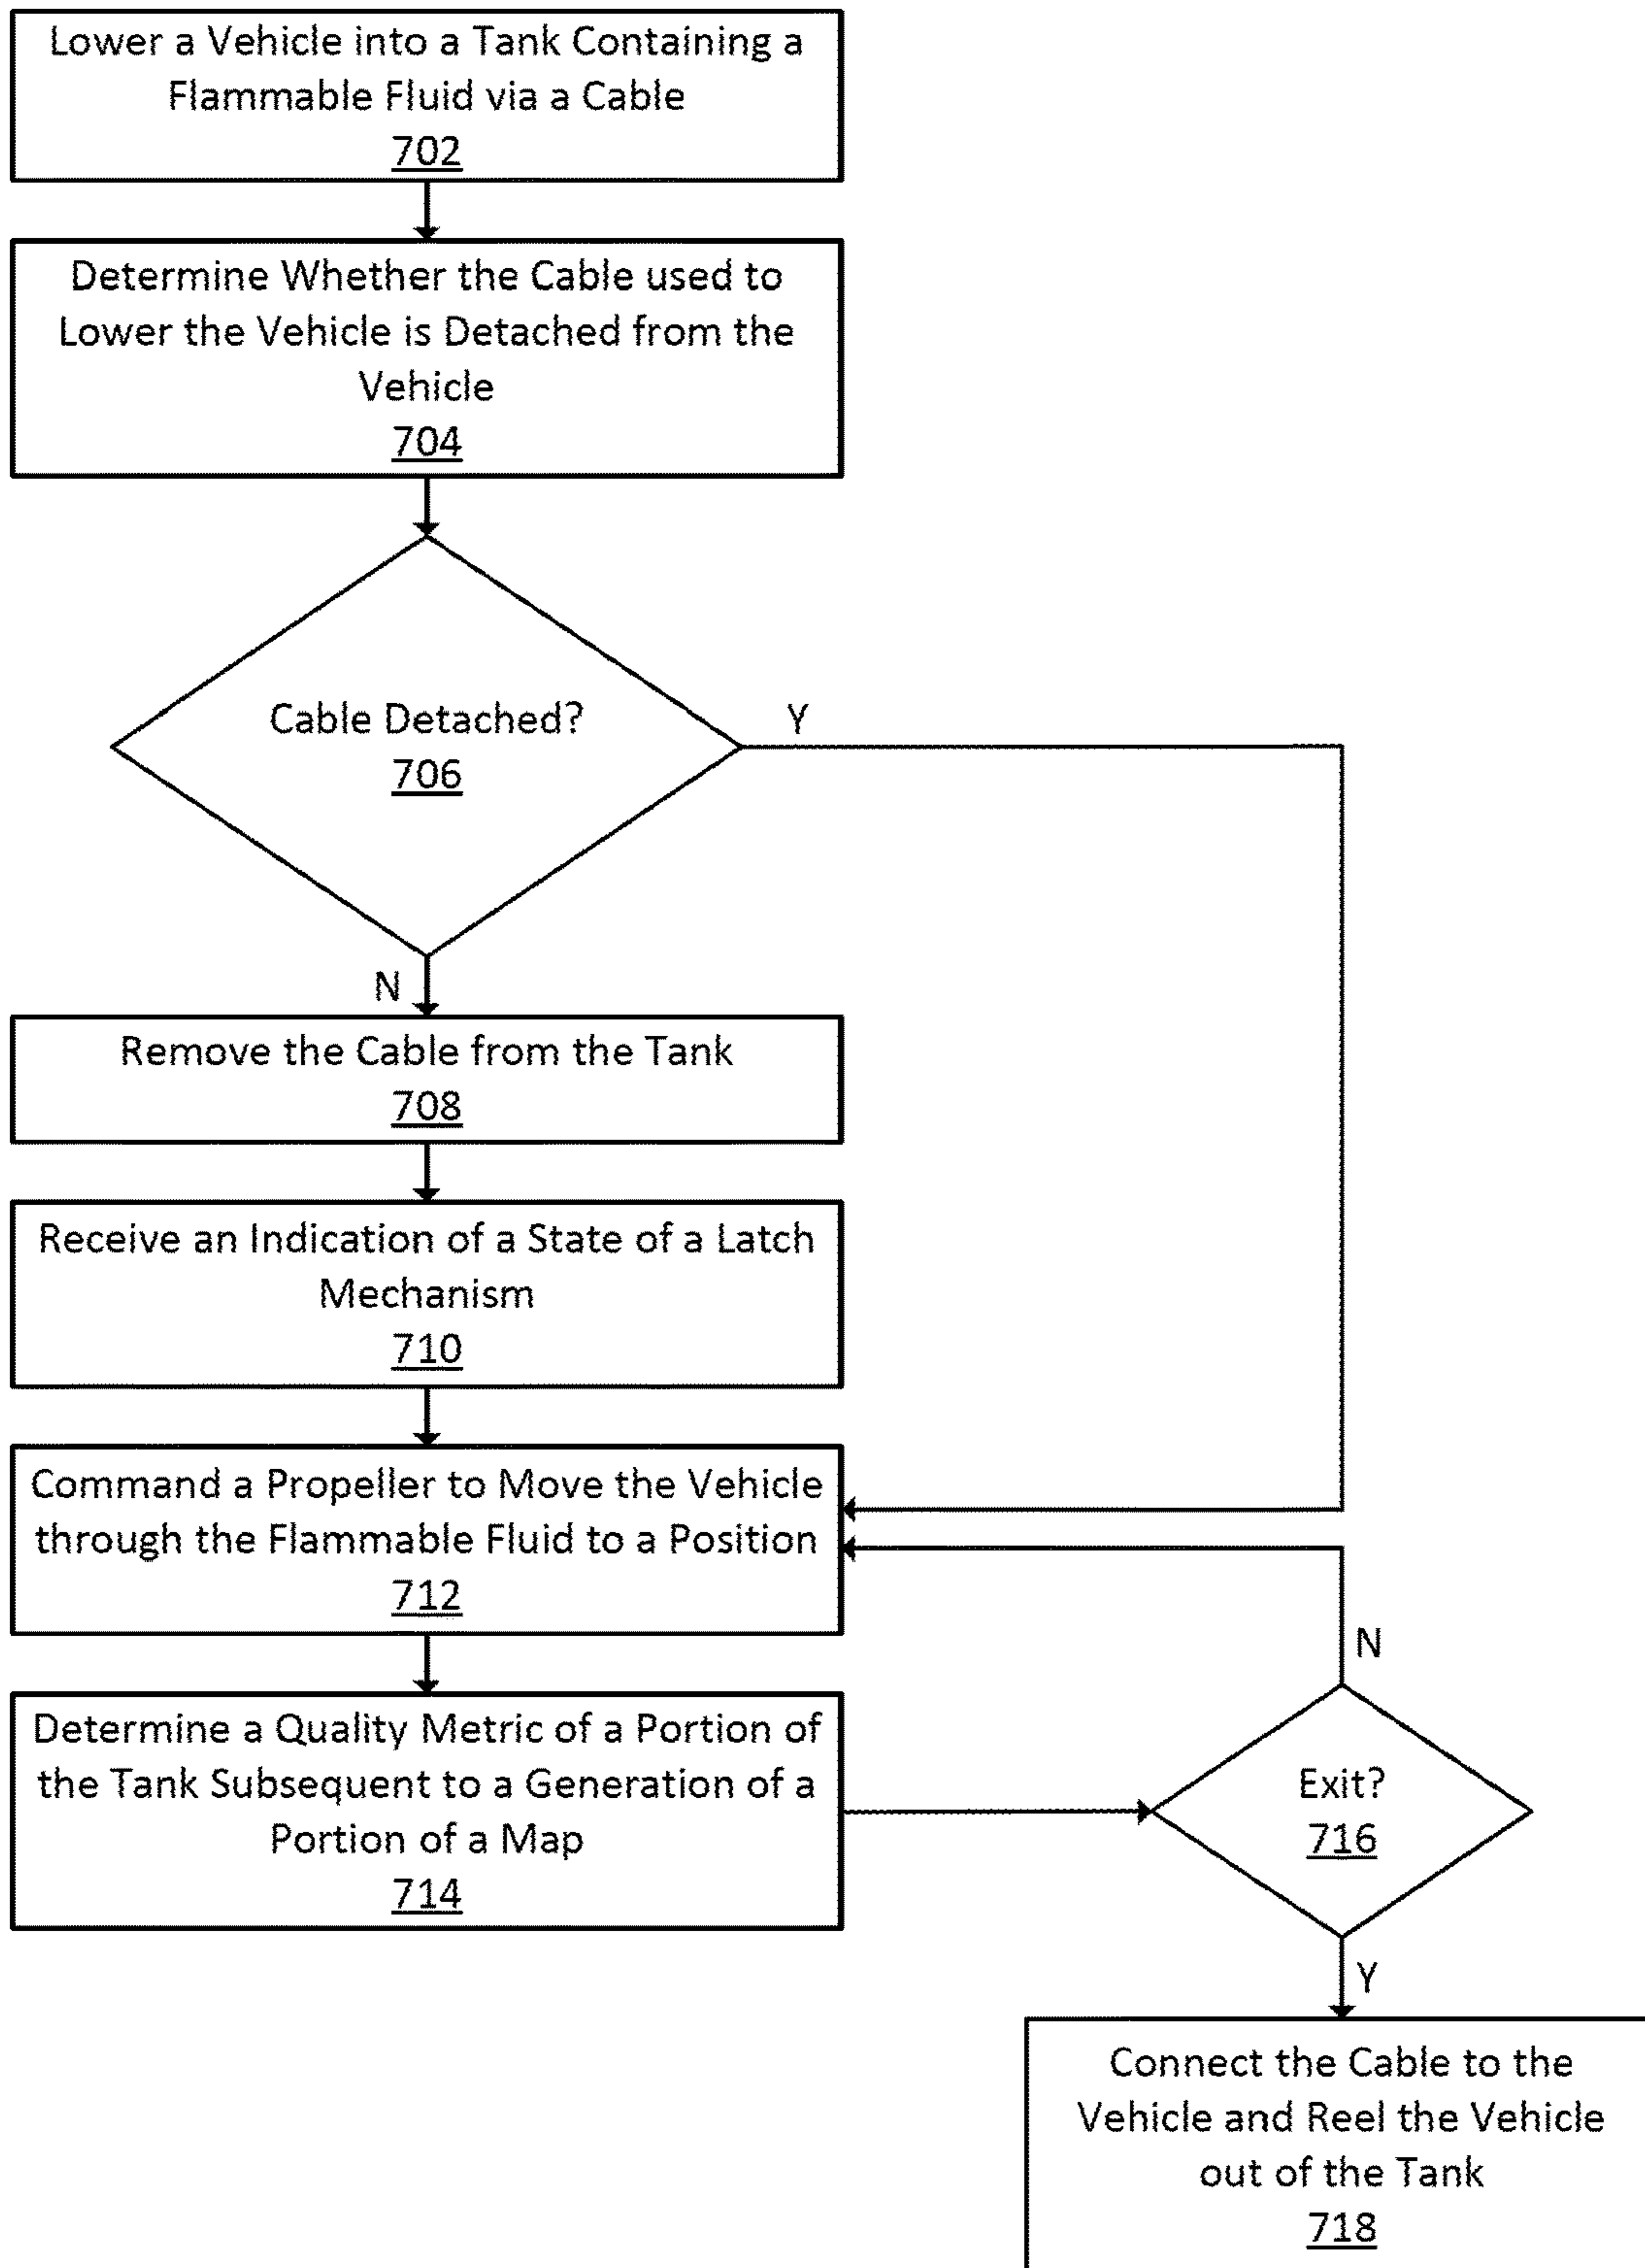 Lower a Vehicle into a Tank Containing a
Flammable Fluid via a Cable
702
Determine Whether the Cable used to
Lower the Vehicle is Detached from the
Vehicle
704
Cable Detached?
706
Y
N
Remove the Cable from the Tank
708
Receive an Indication of a State of a Latch
Mechanism
710
Command a Propeller to Move the Vehicle
through the Flammable Fluid to a Position
712
Determine a Quality Metric of a Portion of
the Tank Subsequent to a Generation of a
Portion of a Map
714
N
Exit?
716
Y
Connect the Cable to the
Vehicle and Reel the Vehicle
out of the Tank
718